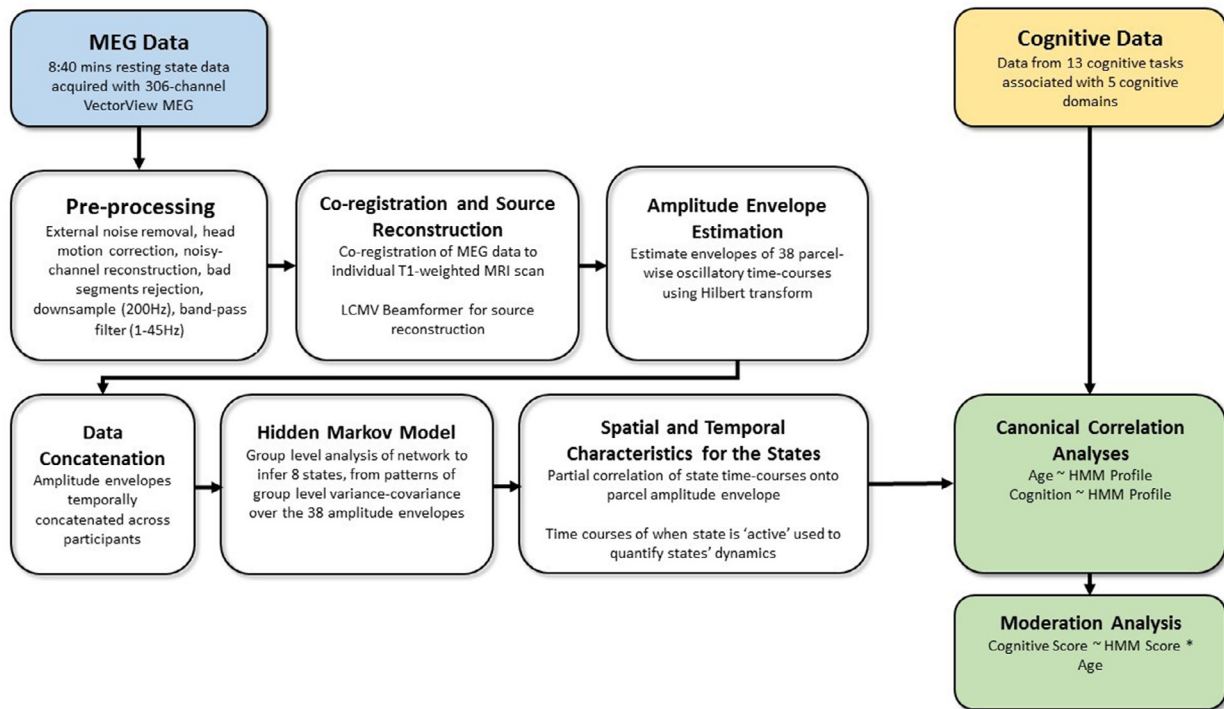 MEG Data
8:40 mins resting state data
acquired with 306-channel
VectorView MEG
Cognitive Data
Data from 13 cognitive tasks
associated with 5 cognitive
domains
Pre-processing
External noise removal, head
motion correction, noisy-
channel reconstruction, bad
segments rejection,
downsample (200Hz), band-pass
filter (1-45Hz)
Co-registration and Source
Reconstruction
Co-registration of MEG data to
individual T1-weighted MRI scan
LCMV Beamformer for source
reconstruction
Amplitude Envelope
Estimation
Estimate envelopes of 38 parcel-
wise oscillatory time-courses
using Hilbert transform
Data
Concatenation
Amplitude envelopes
temporally
concatenated across
participants
Hidden Markov Model
Group level analysis of network to
infer 8 states, from patterns of
group level variance-covariance
over the 38 amplitude envelopes
Spatial and Temporal
Characteristics for the States
Partial correlation of state time-courses onto
parcel amplitude envelope
Time courses of when state is ‘active’ used to
quantify states’ dynamics
Canonical Correlation
Analyses
Age ~ HMM Profile
Cognition ~ HMM Profile
Moderation Analysis
Cognitive Score ~ HMM Score *
Age